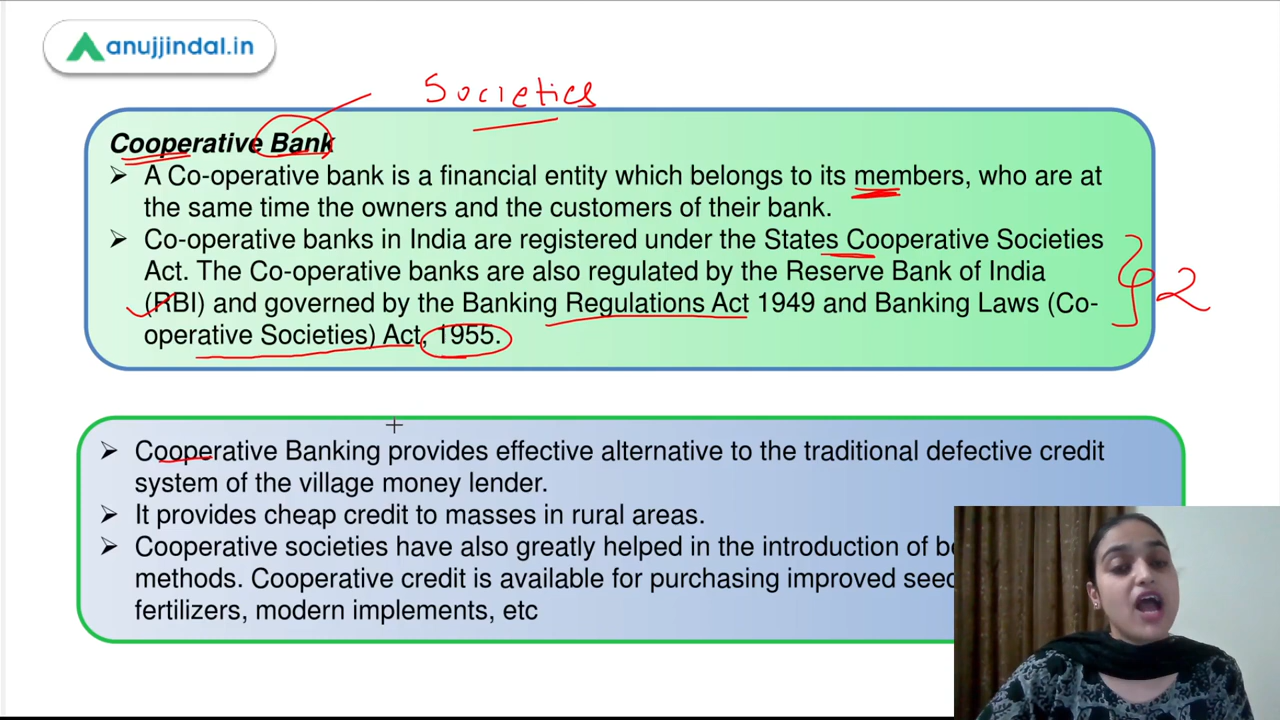 anujjindal.in
Societies
Cooperative Bank
➢ A Co-operative bank is a financial entity which belongs to its members, who are at
the same time the owners and the customers of their bank.
➢ Co-operative banks in India are registered under the States Cooperative Societies
Act. The Co-operative banks are also regulated by the Reserve Bank of India
(RBI) and governed by the Banking Regulations Act 1949 and Banking Laws (Co-
operative Societies) Act, 1955.
2
➢ Cooperative Banking provides effective alternative to the traditional defective credit
system of the village money lender.
➢ It provides cheap credit to masses in rural areas.
➢ Cooperative societies have also greatly helped in the introduction of
methods. Cooperative credit is available for purchasing improved
fertilizers, modern implements, etc